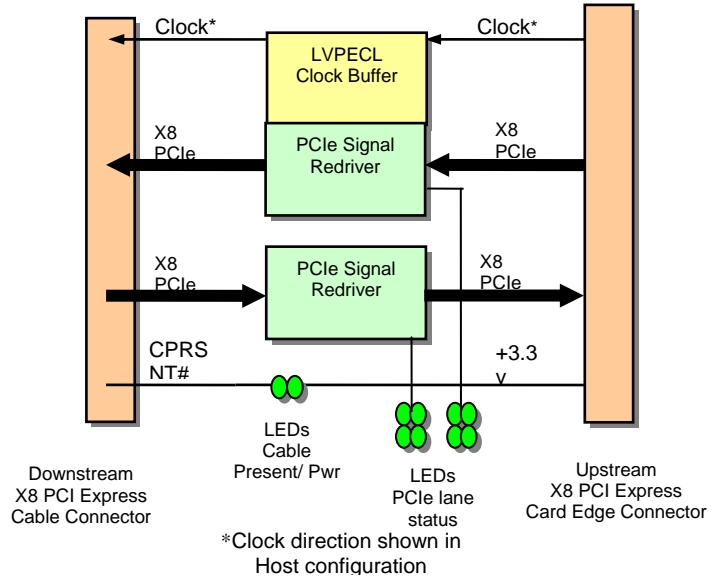 Clock*
LVPECL
Clock Buffer
Clock*
X8
PCIe
PCIe Signal
Redriver
X8
PCIe
X8
PCIe
PCIe Signal
Redriver
X8
PCIe
CPRS
NT#
+3.3
v
LEDs
Cable
Present/ Pwr
LEDs
PCIe lane
status
Downstream
X8 PCI Express
Cable Connector
Upstream
X8 PCI Express
Card Edge Connector
*Clock direction shown in
Host configuration